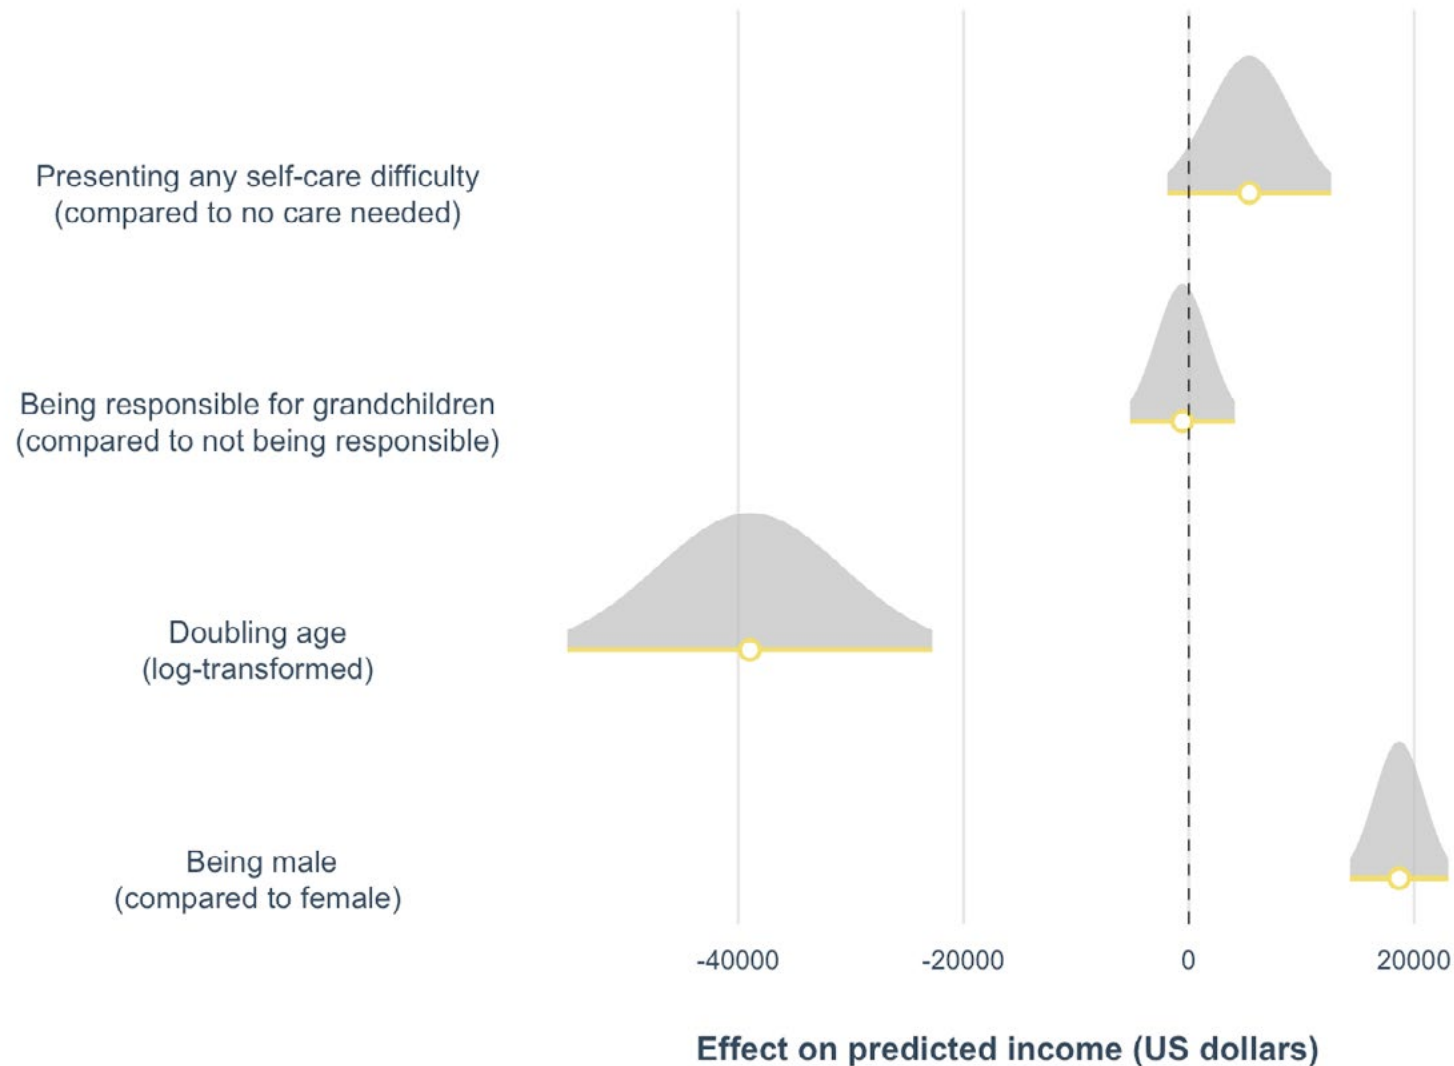 Presenting any self-care difficulty
(compared to no care needed)
Being responsible for grandchildren
(compared to not being responsible)
Doubling age
(log-transformed)
Being male
(compared to female)
-40000 -20000 0 20000
Effect on predicted income (US dollars)